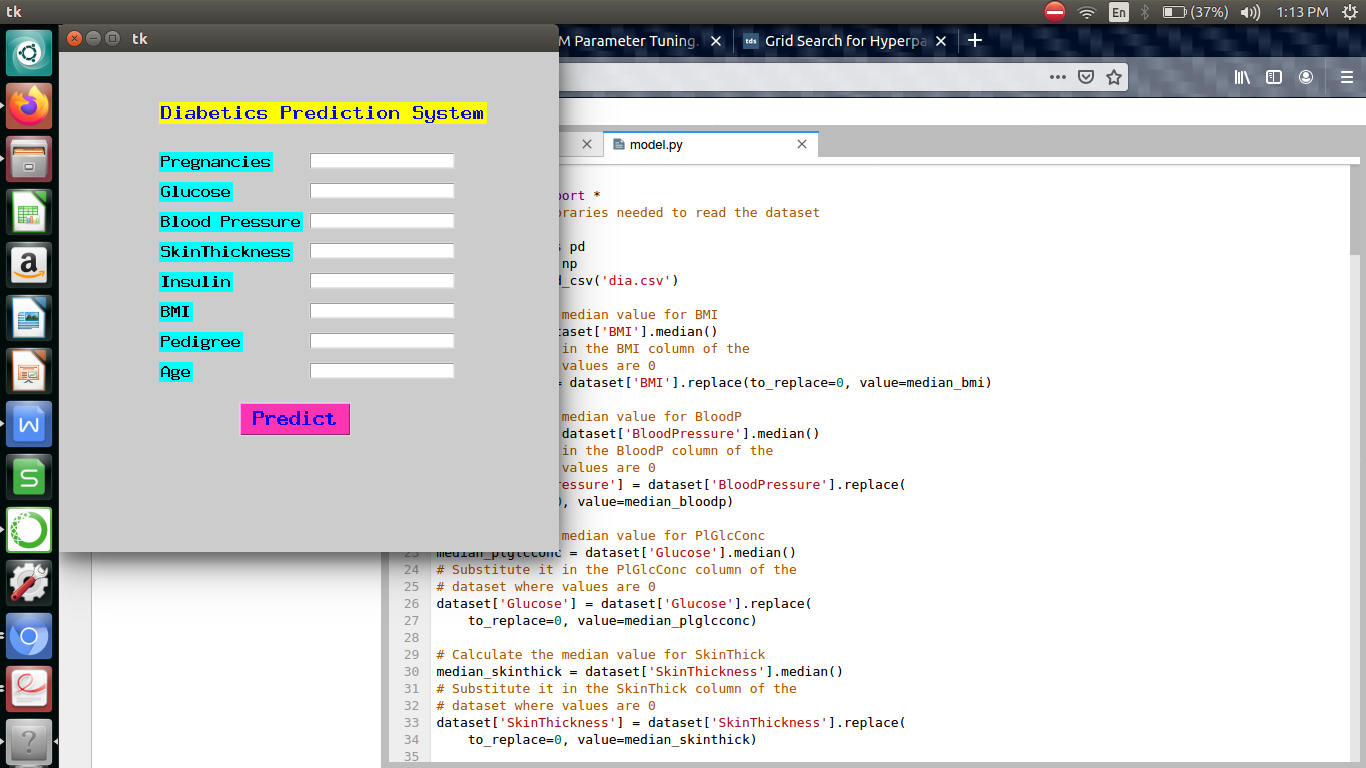 tk
En
(37%)
1:13 PM
tk
M Parameter Tuning.
tds Grid Search for Hyperpa
Diabetics Prediction System
Pregnancies
Glucose
Blood Pressure
SkinThickness
Insulin
BMI
Pedigree
Age
Predict
model.py
ort *
raries needed to read the dataset
s pd
np
d_csv('dia.csv')
median value for BMI
taset['BMI'].median()
in the BMI column of the
values are 0
= dataset['BMI'].replace(to_replace=0, value=median_bmi)
median value for BloodP
dataset['BloodPressure'].median()
in the BloodP column of the
values are 0
essure'] = dataset['BloodPressure'].replace(
0, value=median_bloodp)
median value for PlGlcConc
23 median_plglcconc = dataset['Glucose'].median()
24 # Substitute it in the PlGlcConc column of the
25 # dataset where values are 0
26 dataset['Glucose'] = dataset['Glucose'].replace(
27 to_replace=0, value=median_plglcconc)
28
29 # Calculate the median value for SkinThick
30 median_skinthick = dataset['SkinThickness'].median()
31 # Substitute it in the SkinThick column of the
32 # dataset where values are 0
33 dataset['SkinThickness'] = dataset['SkinThickness'].replace(
34 to_replace=0, value=median_skinthick)
35